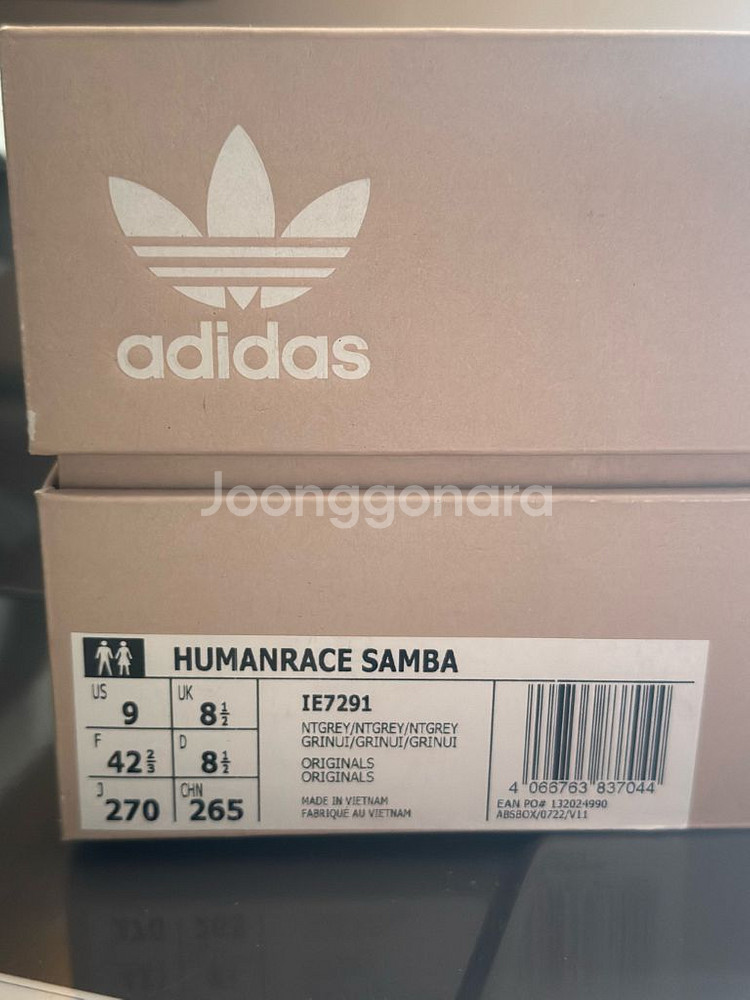 adidas
Joonggonara
HUMANRACE SAMBA
US 9
UK 8½
F 42⅔
D 8½
J 270
CHN 265
IE7291
NTGREY/NTGREY/NTGREY
GRINUI/GRINUI/GRINUI
ORIGINALS
ORIGINALS
MADE IN VIETNAM
FABRIQUÉ AU VIETNAM
4 066763 837044
EAN PO# 132024990
ABSBOX/0722/V11